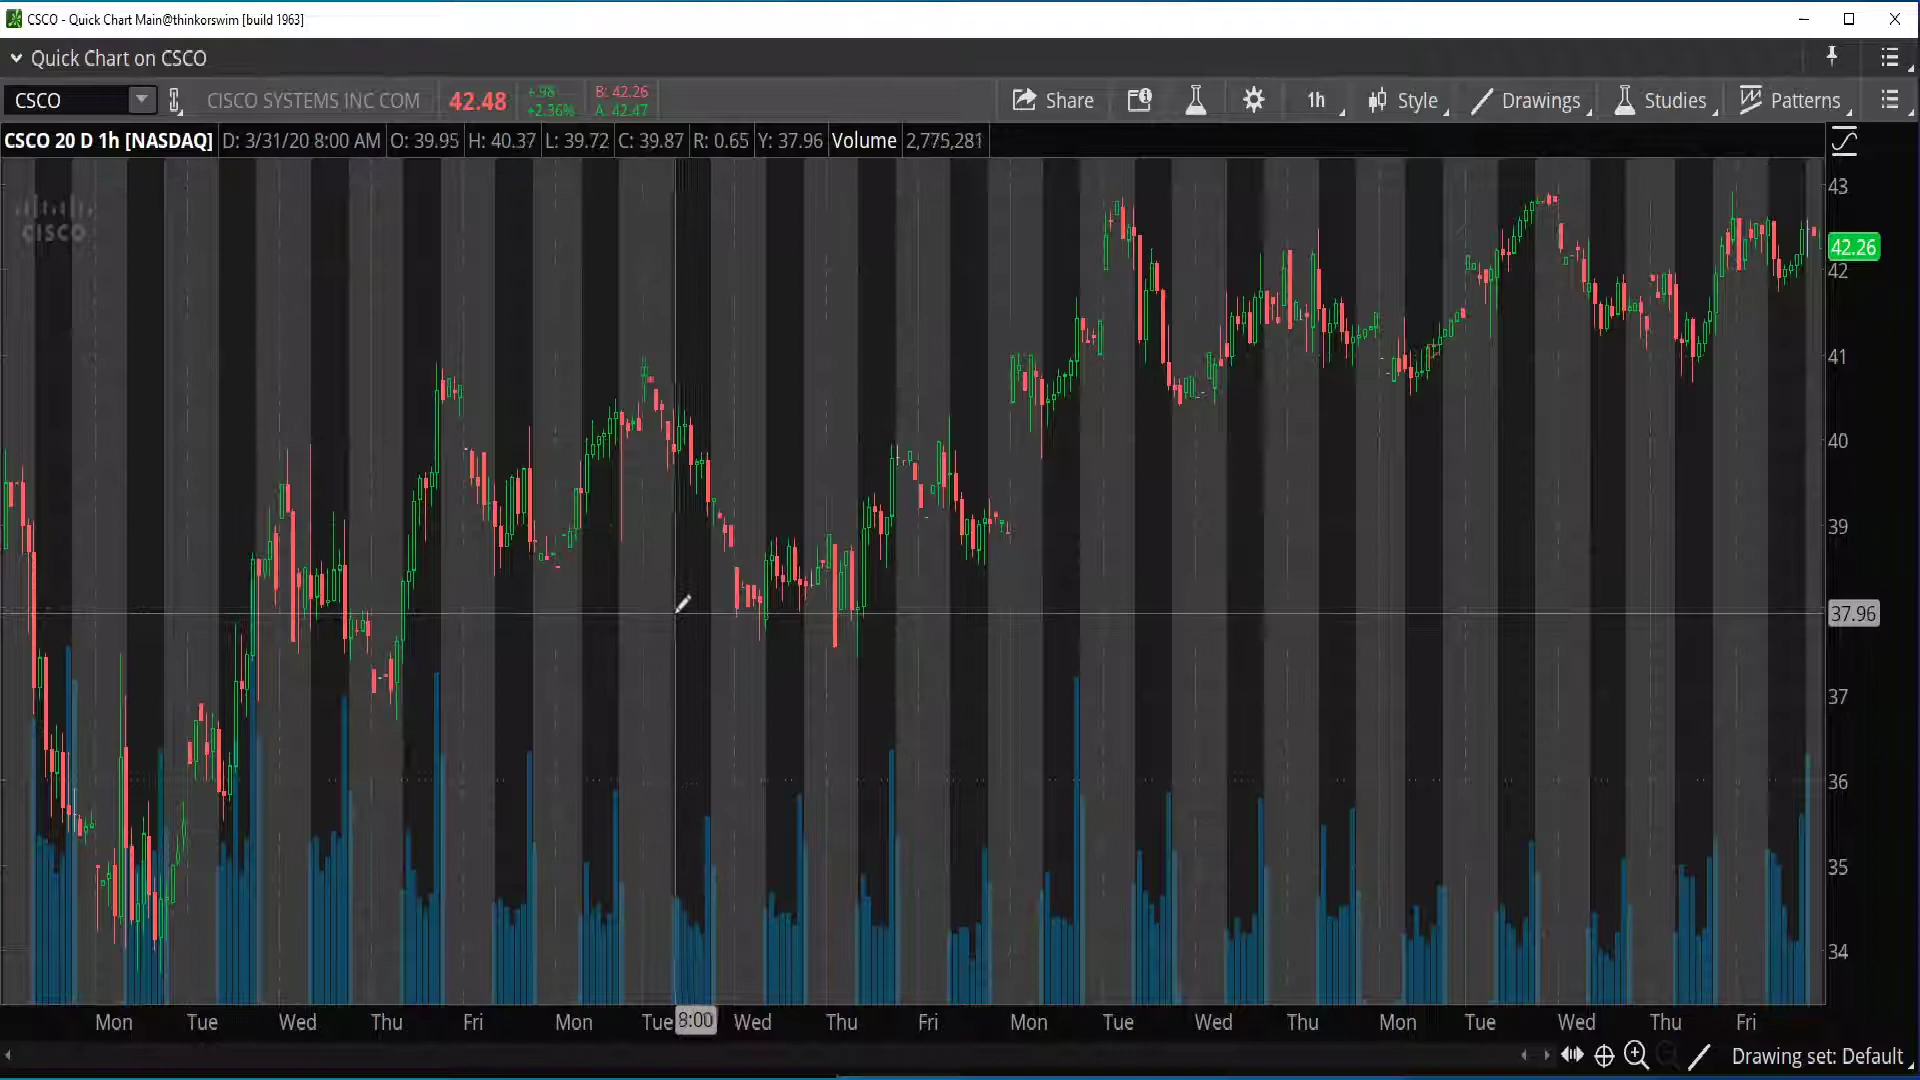 CSCO - Quick Chart Main@thinkorswim [build 1963]
Quick Chart on CSCO
CSCO CISCO SYSTEMS INC COM 42.48 +.98 +2.36% B: 42.26 A: 42.47 Share 1h Style Drawings Studies Patterns
CSCO 20 D 1h [NASDAQ] D: 3/31/20 8:00 AM O: 39.95 H: 40.37 L: 39.72 C: 39.87 R: 0.65 Y: 37.96 Volume 2,775,281
CISCO
43
42.26
42
41
40
39
37.96
37
36
35
34
Mon Tue Wed Thu Fri Mon Tue 8:00 Wed Thu Fri Mon Tue Wed Thu Mon Tue Wed Thu Fri
Drawing set: Default